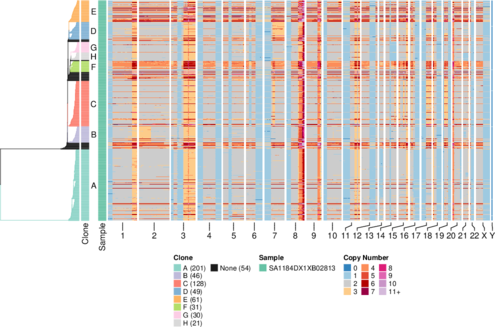 E
D
G
H
F
C
B
A
Clone
Sample
1 2 3 4 5 6 7 8 9 10 11 12 13 14 15 16 17 18 19 20 21 22 X Y
Clone Sample Copy Number
A (201) None (54) SA1184DX1XB02813 0 4 8
B (46) 1 5 9
C (128) 2 6 10
D (49) 3 7 11+
E (61)
F (31)
G (30)
H (21)